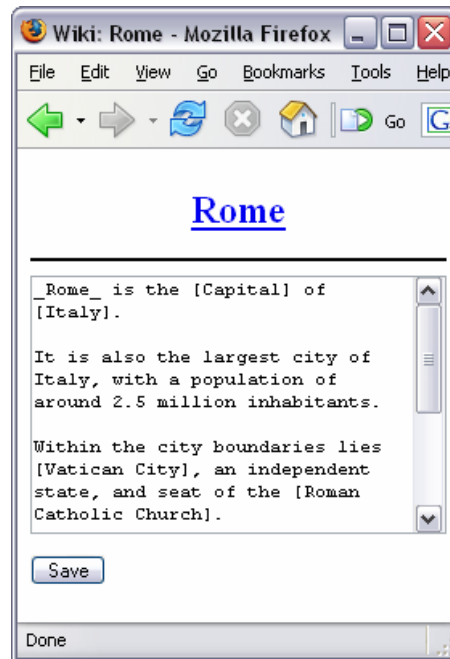 Wiki: Rome - Mozilla Firefox
File Edit View Go Bookmarks Tools Help
Go G
Rome
_Rome_ is the [Capital] of
[Italy].
It is also the largest city of
Italy, with a population of
around 2.5 million inhabitants.
Within the city boundaries lies
[Vatican City], an independent
state, and seat of the [Roman
Catholic Church].
Save
Done